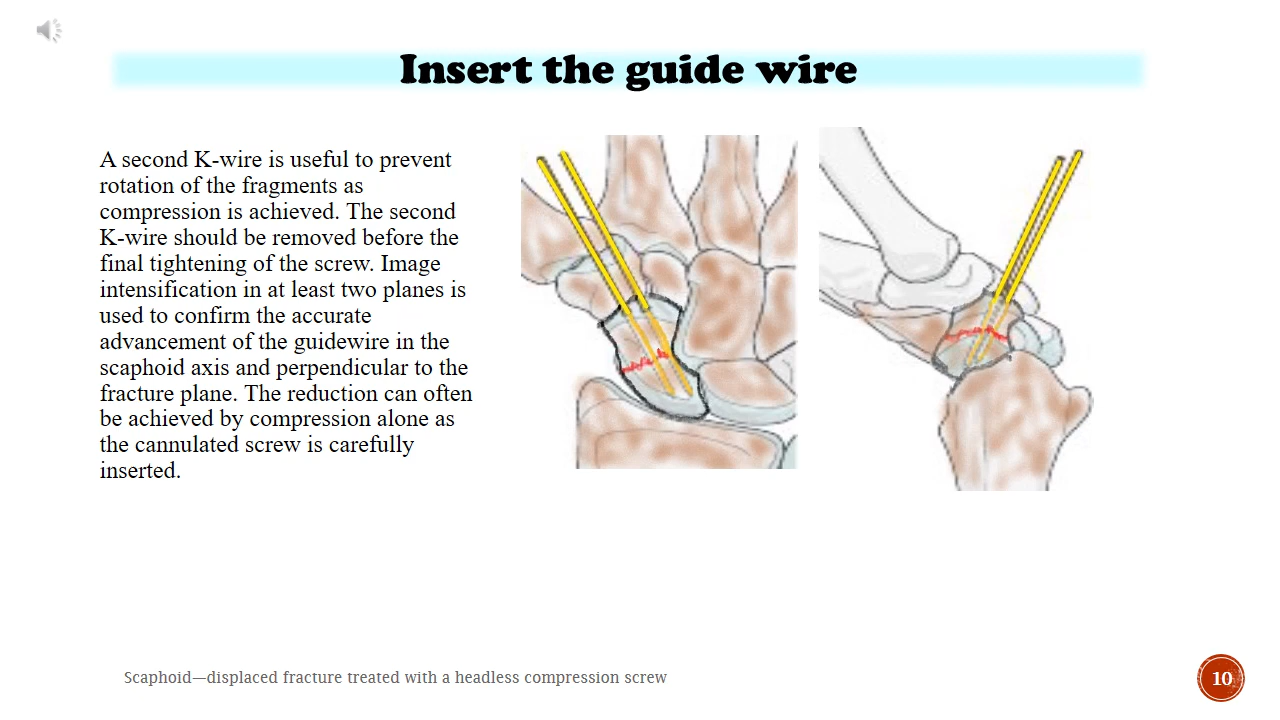 Insert the guide wire
A second K-wire is useful to prevent
rotation of the fragments as
compression is achieved. The second
K-wire should be removed before the
final tightening of the screw. Image
intensification in at least two planes is
used to confirm the accurate
advancement of the guidewire in the
scaphoid axis and perpendicular to the
fracture plane. The reduction can often
be achieved by compression alone as
the cannulated screw is carefully
inserted.
Scaphoid—displaced fracture treated with a headless compression screw
10